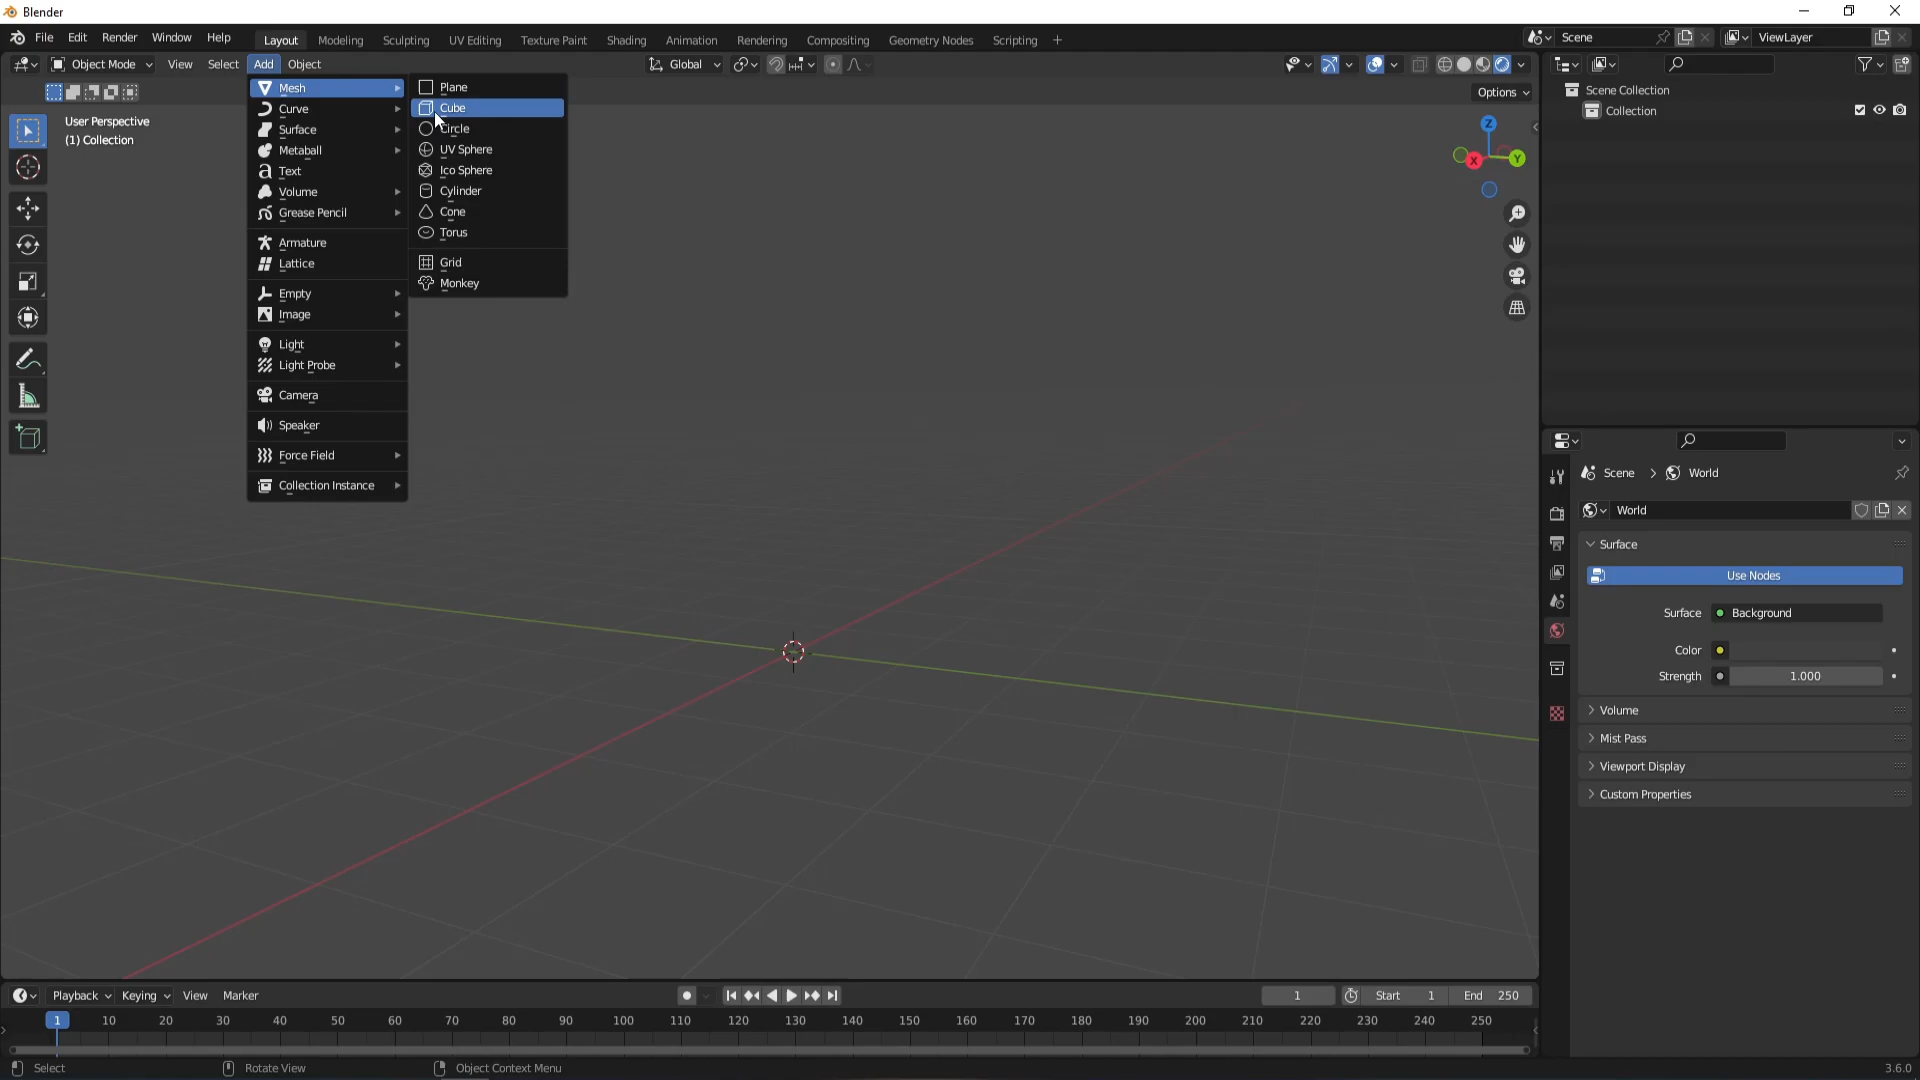 Blender
File Edit Render Window Help Layout Modeling Sculpting UV Editing Texture Paint Shading Animation Rendering Compositing Geometry Nodes Scripting + Scene ViewLayer
Object Mode View Select Add Object Global
Options
User Perspective
(1) Collection
Mesh
Curve
Surface
Metaball
Text
Volume
Grease Pencil
Armature
Lattice
Empty
Image
Light
Light Probe
Camera
Speaker
Force Field
Collection Instance
Plane
Cube
Circle
UV Sphere
Ico Sphere
Cylinder
Cone
Torus
Grid
Monkey
Z
X Y
Scene Collection
Collection
Scene > World
World
Surface
Use Nodes
Surface Background
Color
Strength 1.000
Volume
Mist Pass
Viewport Display
Custom Properties
Playback Keying View Marker 1 Start 1 End 250
1 10 20 30 40 50 60 70 80 90 100 110 120 130 140 150 160 170 180 190 200 210 220 230 240 250
Select Rotate View Object Context Menu 3.6.0